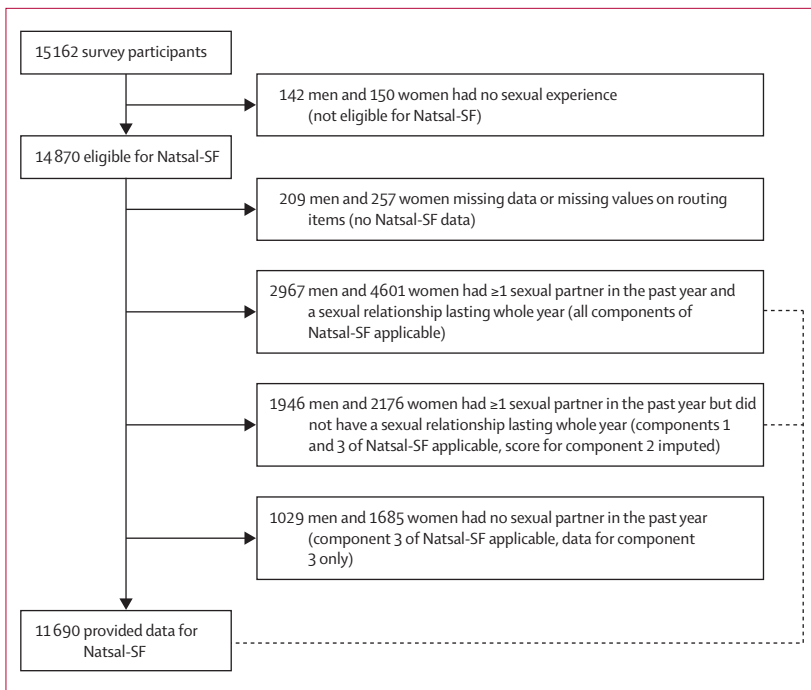 15 162 survey participants
142 men and 150 women had no sexual experience
(not eligible for Natsal-SF)
14 870 eligible for Natsal-SF
209 men and 257 women missing data or missing values on routing
items (no Natsal-SF data)
2967 men and 4601 women had ≥1 sexual partner in the past year and
a sexual relationship lasting whole year (all components of
Natsal-SF applicable)
1946 men and 2176 women had ≥1 sexual partner in the past year but did
not have a sexual relationship lasting whole year (components 1
and 3 of Natsal-SF applicable, score for component 2 imputed)
1029 men and 1685 women had no sexual partner in the past year
(component 3 of Natsal-SF applicable, data for component
3 only)
11 690 provided data for
Natsal-SF